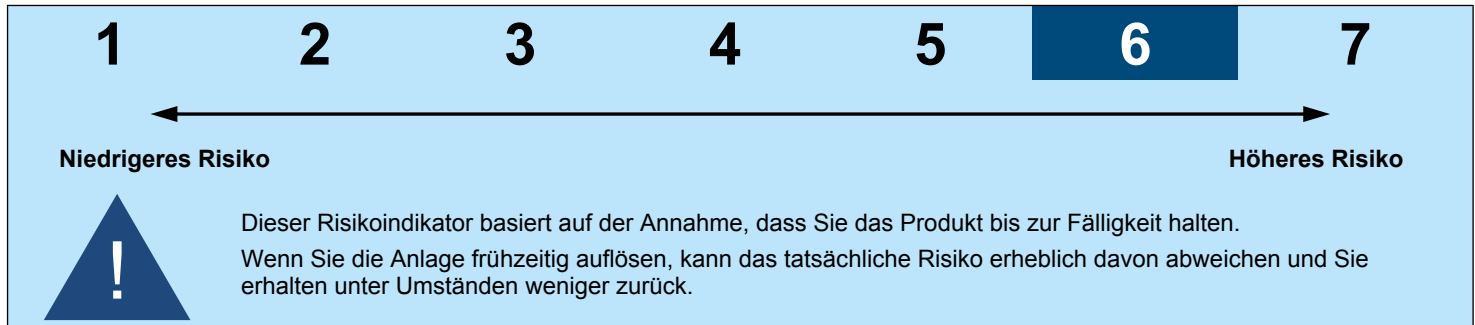 1 2 3 4 5 6 7
Niedrigeres Risiko Höheres Risiko
!
Dieser Risikoindikator basiert auf der Annahme, dass Sie das Produkt bis zur Fälligkeit halten.
Wenn Sie die Anlage frühzeitig auflösen, kann das tatsächliche Risiko erheblich davon abweichen und Sie
erhalten unter Umständen weniger zurück.